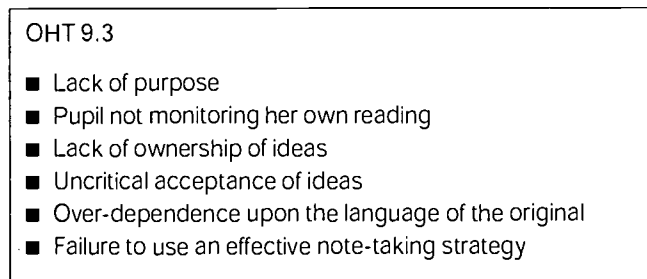 OHT 9.3
■ Lack of purpose
■ Pupil not monitoring her own reading
■ Lack of ownership of ideas
■ Uncritical acceptance of ideas
■ Over-dependence upon the language of the original
■ Failure to use an effective note-taking strategy